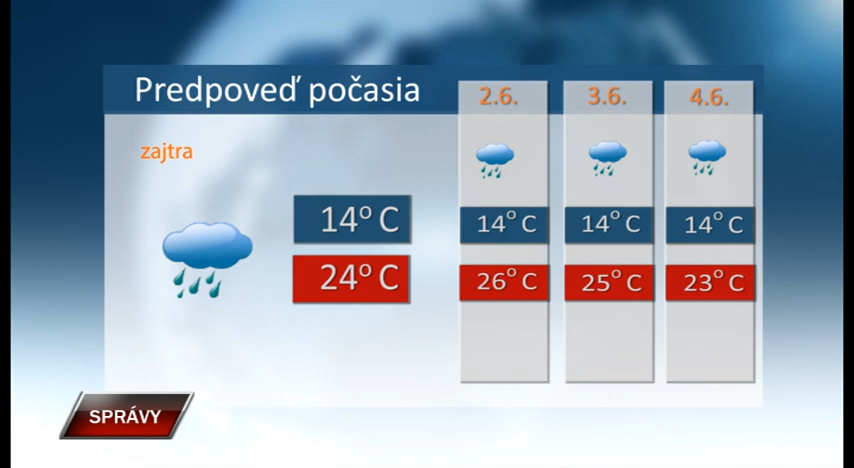 Predpoveď počasia
zajtra
14° C
24° C
2.6.
14° C
26° C
3.6.
14° C
25° C
4.6.
14° C
23° C
SPRÁVY